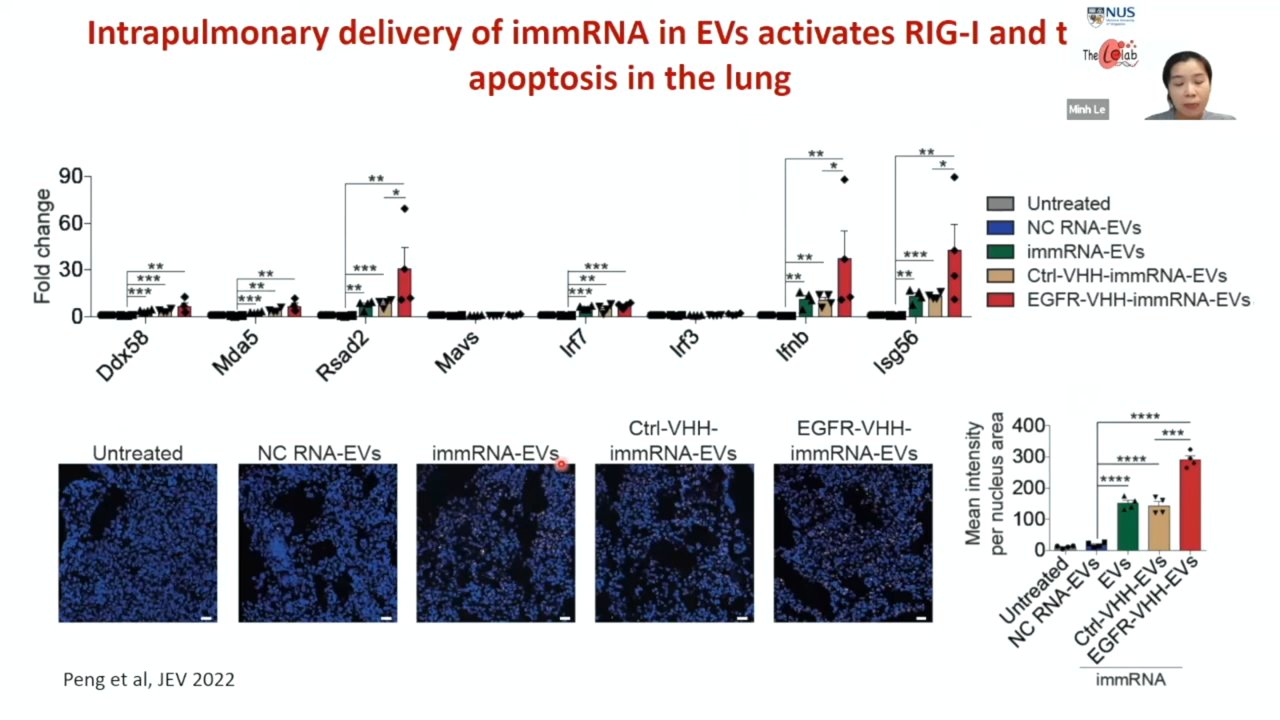 Intrapulmonary delivery of immRNA in EVs activates RIG-I and t
apoptosis in the lung
NUS
The Le lab
Minh Le
Fold change
90
60
30
0
**
***
***
**
**
***
**
*
***
**
***
**
***
**
*
**
**
**
*
***
**
Ddx58
Mda5
Rsad2
Mavs
Irf7
Irf3
Ifnb
Isg56
Untreated
NC RNA-EVs
immRNA-EVs
Ctrl-VHH-immRNA-EVs
EGFR-VHH-immRNA-EVs
Untreated
NC RNA-EVs
immRNA-EVs
Ctrl-VHH-
immRNA-EVs
EGFR-VHH-
immRNA-EVs
Mean intensity
per nucleus area
400
300
200
100
0
****
***
****
****
Untreated
NC RNA-EVs
EVs
Ctrl-VHH-EVs
EGFR-VHH-EVs
immRNA
Peng et al, JEV 2022